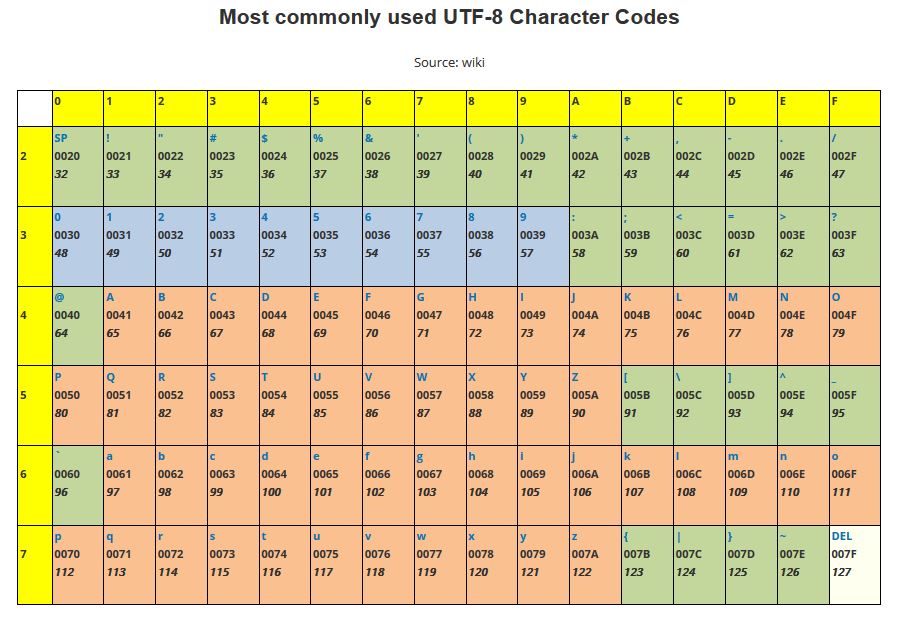 Most commonly used UTF-8 Character Codes
Source: wiki
0 1 2 3 4 5 6 7 8 9 A B C D E F
SP ! " # $ % & ' ( ) * + , - . /
2 0020 0021 0022 0023 0024 0025 0026 0027 0028 0029 002A 002B 002C 002D 002E 002F
32 33 34 35 36 37 38 39 40 41 42 43 44 45 46 47
0 1 2 3 4 5 6 7 8 9 : ; < = > ?
3 0030 0031 0032 0033 0034 0035 0036 0037 0038 0039 003A 003B 003C 003D 003E 003F
48 49 50 51 52 53 54 55 56 57 58 59 60 61 62 63
@ A B C D E F G H I J K L M N O
4 0040 0041 0042 0043 0044 0045 0046 0047 0048 0049 004A 004B 004C 004D 004E 004F
64 65 66 67 68 69 70 71 72 73 74 75 76 77 78 79
P Q R S T U V W X Y Z [ \ ] ^ _
5 0050 0051 0052 0053 0054 0055 0056 0057 0058 0059 005A 005B 005C 005D 005E 005F
80 81 82 83 84 85 86 87 88 89 90 91 92 93 94 95
` a b c d e f g h i j k l m n o
6 0060 0061 0062 0063 0064 0065 0066 0067 0068 0069 006A 006B 006C 006D 006E 006F
96 97 98 99 100 101 102 103 104 105 106 107 108 109 110 111
p q r s t u v w x y z { | } ~ DEL
7 0070 0071 0072 0073 0074 0075 0076 0077 0078 0079 007A 007B 007C 007D 007E 007F
112 113 114 115 116 117 118 119 120 121 122 123 124 125 126 127